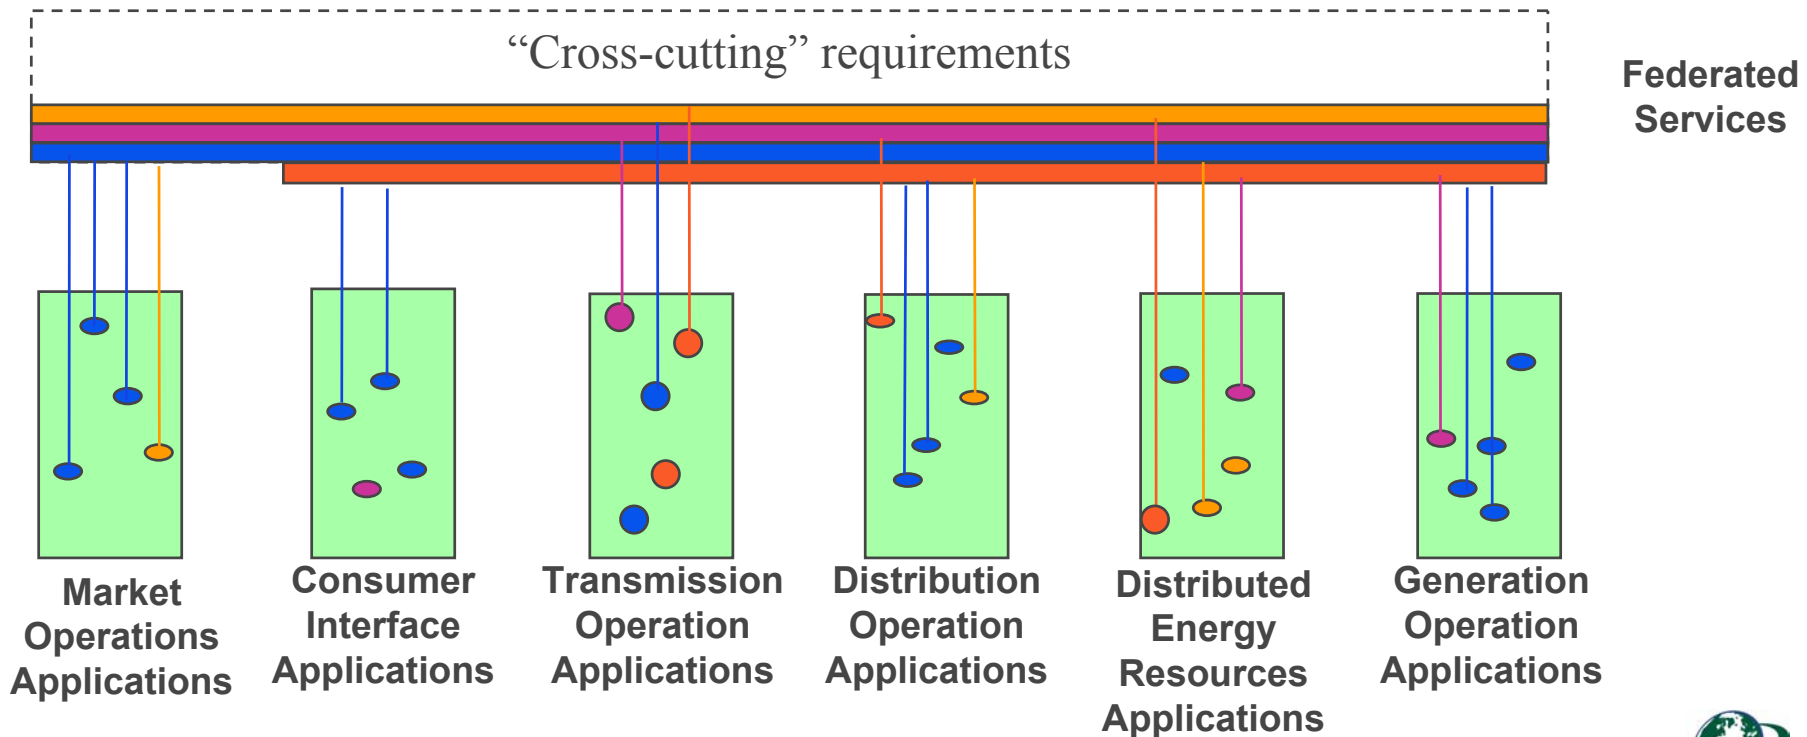 “Cross-cutting” requirements
Federated
Services
Market
Operations
Applications
Consumer
Interface
Applications
Transmission
Operation
Applications
Distribution
Operation
Applications
Distributed
Energy
Resources
Applications
Generation
Operation
Applications